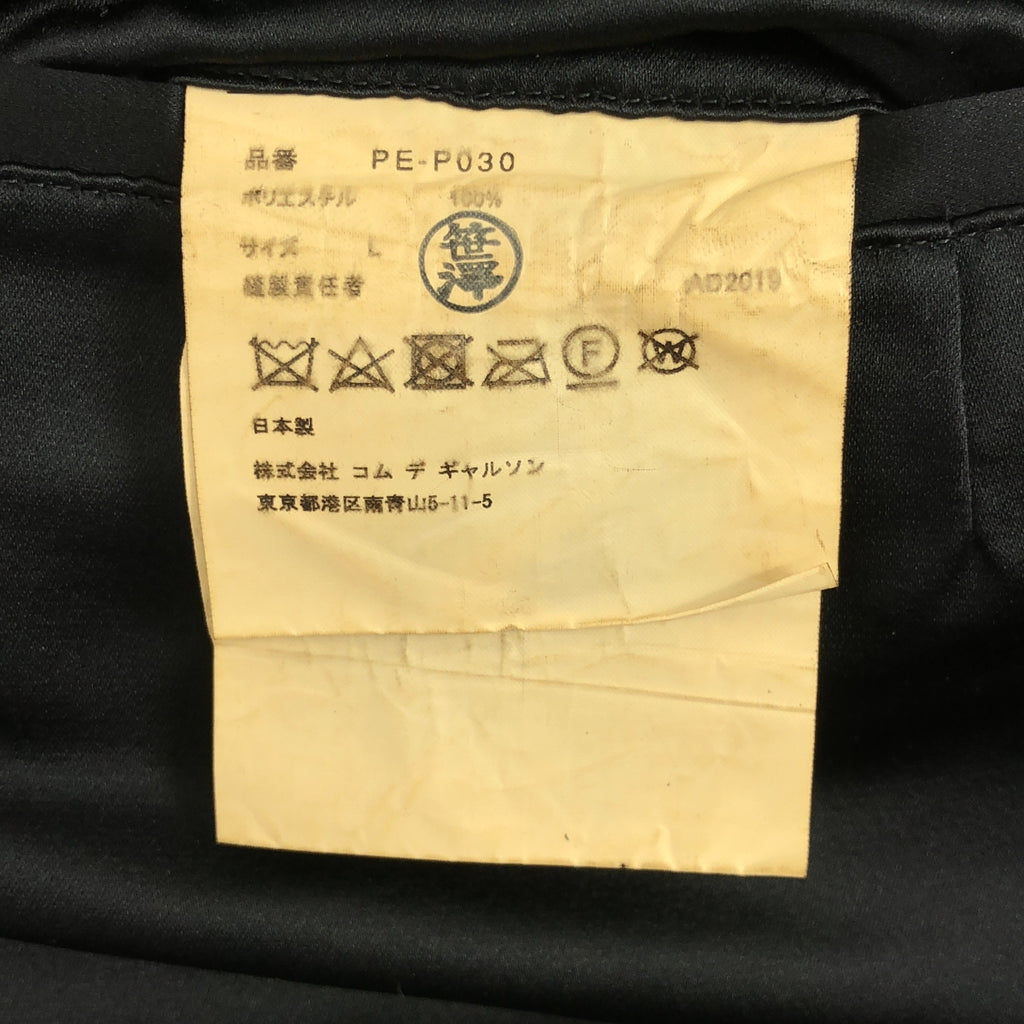 品番 PE-P030
ポリエステル 100%
サイズ L
縫製責任者 笹澤 AD2019
F W
日本製
株式会社 コム デ ギャルソン
東京都港区南青山5-11-5